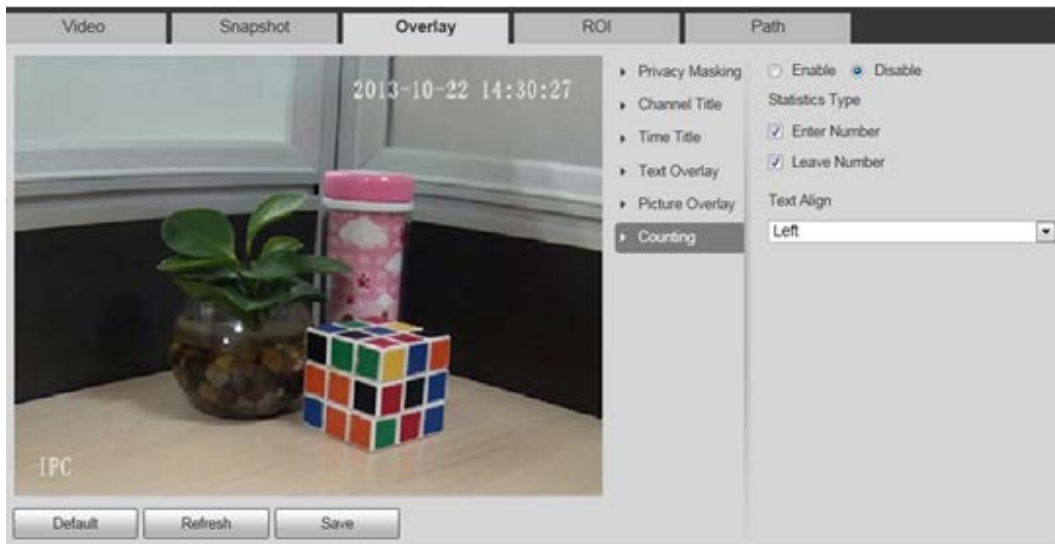 Video
Snapshot
Overlay
ROI
Path
2013-10-22 14:30:27
IPC
Privacy Masking
Channel Title
Time Title
Text Overlay
Picture Overlay
Counting
Enable
Disable
Statistics Type
Enter Number
Leave Number
Text Align
Left
Default
Refresh
Save